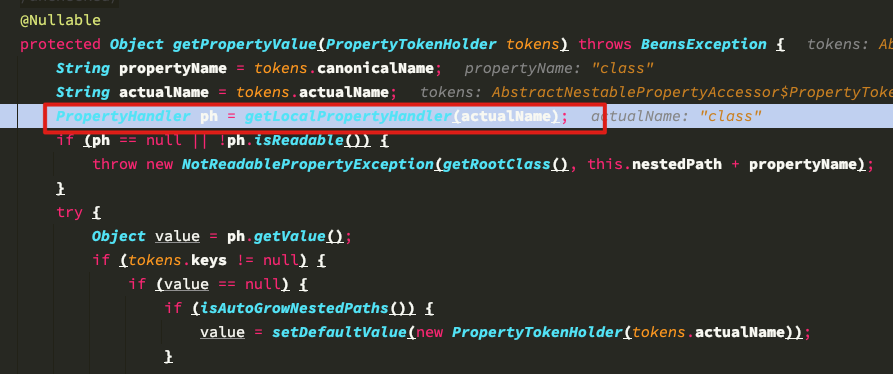 @Nullable
protected Object getPropertyValue(PropertyTokenHolder tokens) throws BeansException {   tokens: Ab
String propertyName = tokens.canonicalName;   propertyName: "class"
String actualName = tokens.actualName;   tokens: AbstractNestablePropertyAccessor$PropertyToke
PropertyHandler ph = getLocalPropertyHandler(actualName);   actualName: "class"
if (ph == null || !ph.isReadable()) {
throw new NotReadablePropertyException(getRootClass(), this.nestedPath + propertyName);
}
try {
Object value = ph.getValue();
if (tokens.keys != null) {
if (value == null) {
if (isAutoGrowNestedPaths()) {
value = setDefaultValue(new PropertyTokenHolder(tokens.actualName));
}